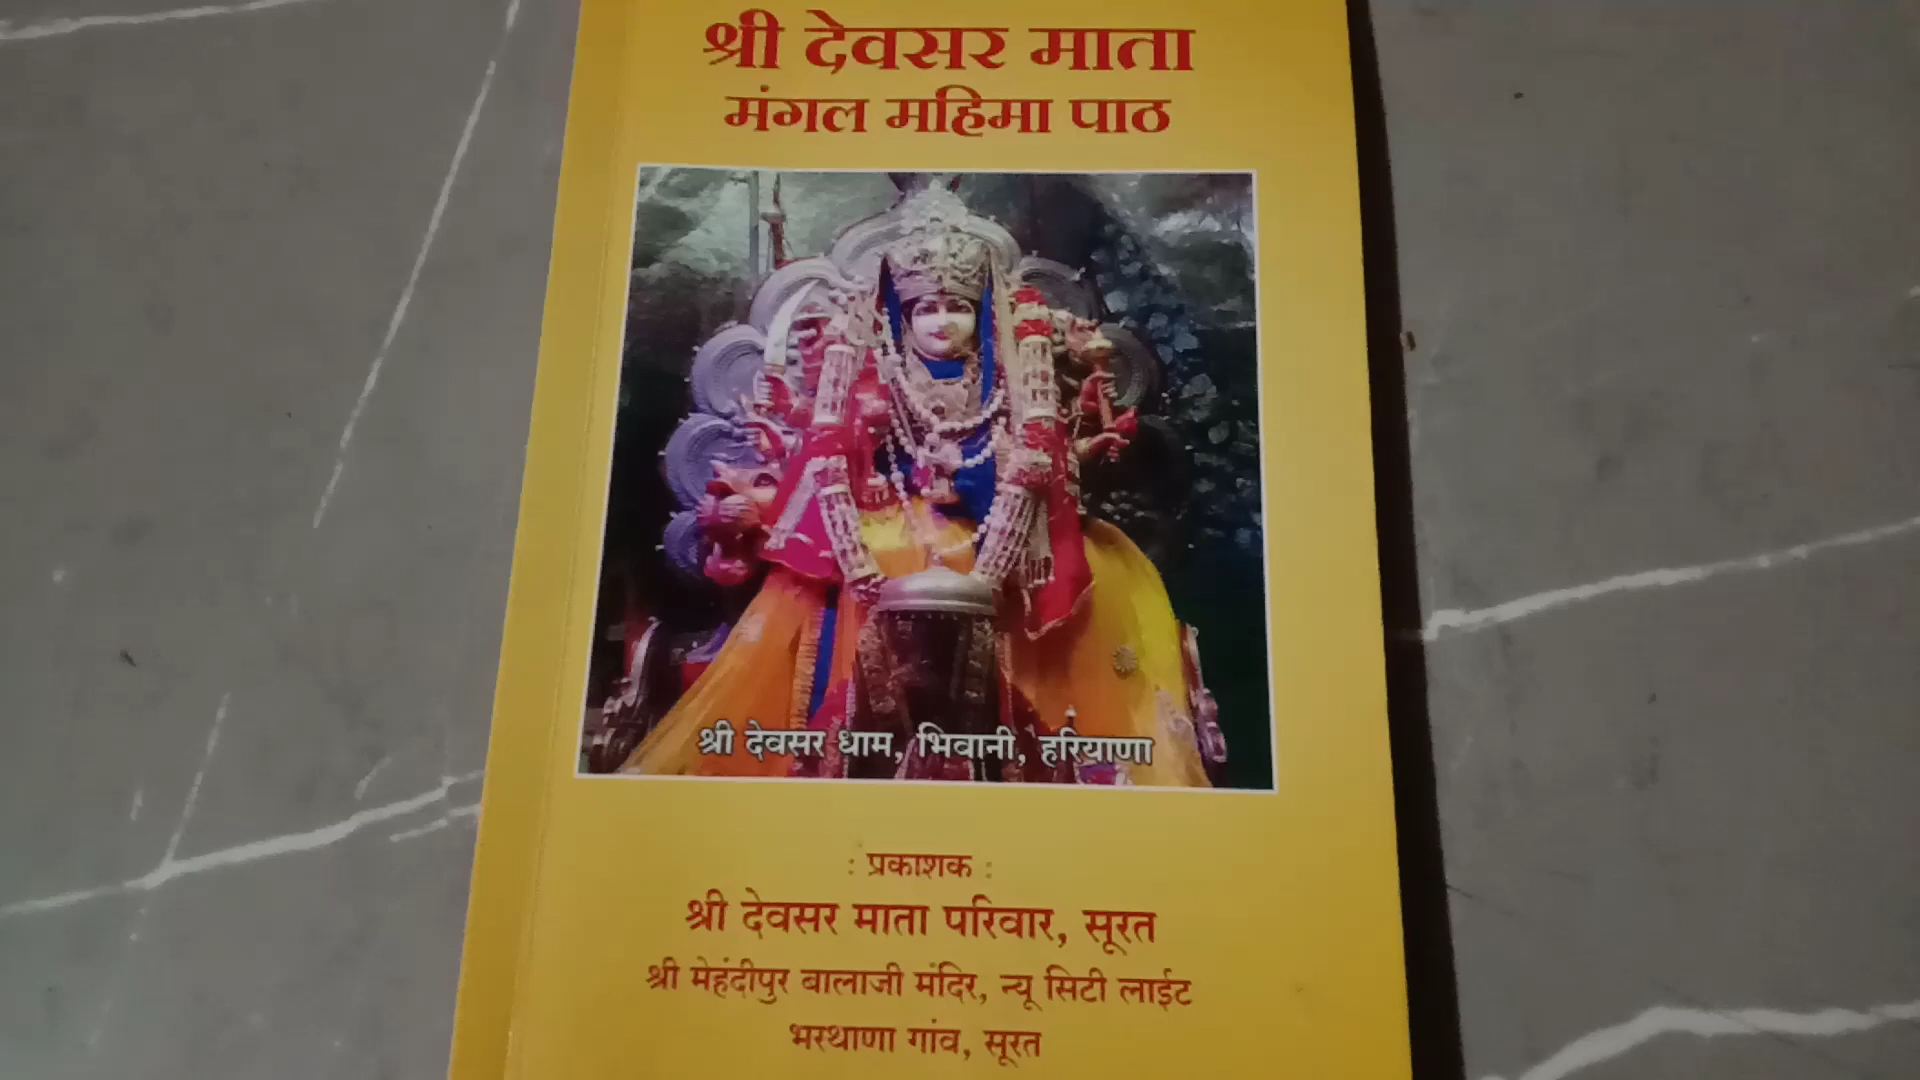 श्री देवसर माता
मंगल महिमा पाठ
श्री देवसर धाम, भिवानी, हरियाणा
: प्रकाशक :
श्री देवसर माता परिवार, सूरत
श्री मेहंदीपुर बालाजी मंदिर, न्यू सिटी लाईट
भरथाणा गांव, सूरत